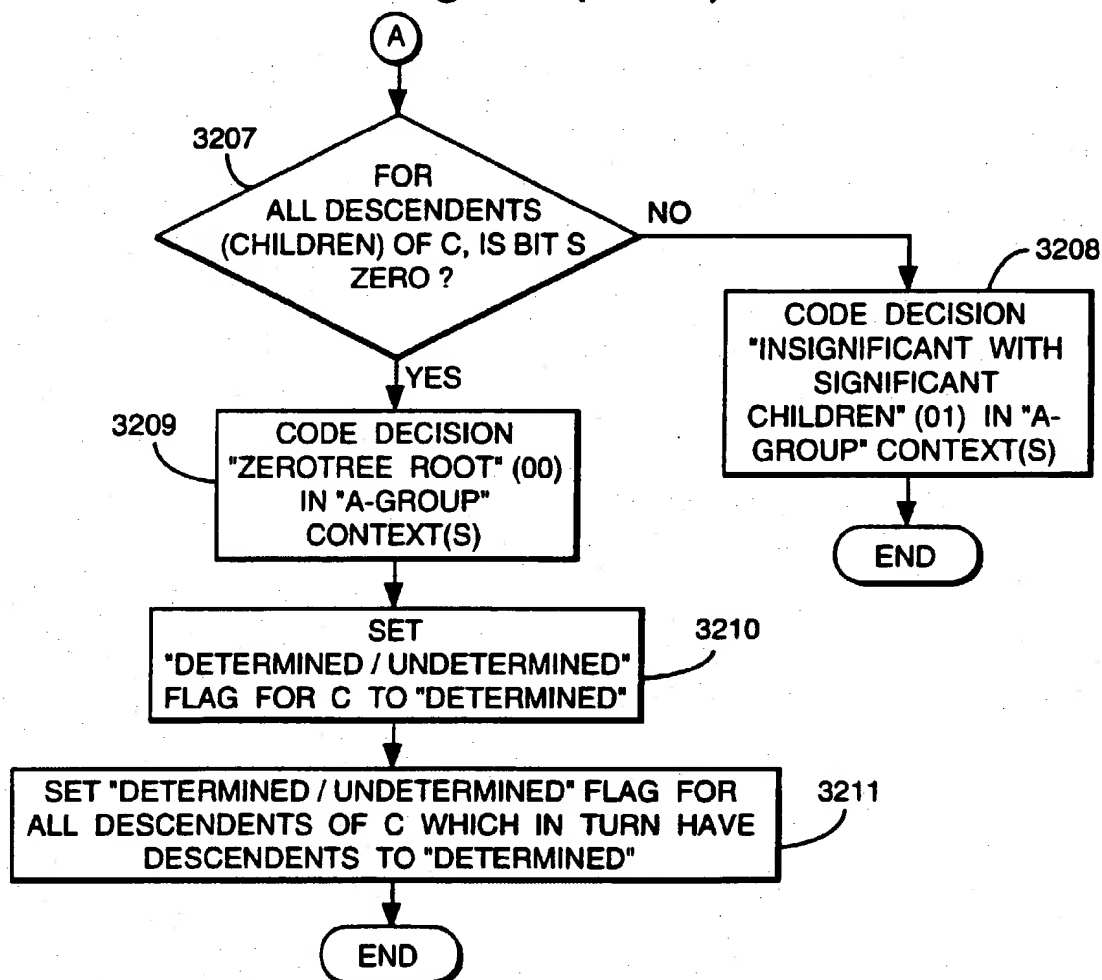 A
3207
FOR
ALL DESCENDENTS
(CHILDREN) OF C, IS BIT S
ZERO ?
NO
3208
CODE DECISION
"INSIGNIFICANT WITH
SIGNIFICANT
CHILDREN" (01) IN "A-
GROUP" CONTEXT(S)
END
YES
3209
CODE DECISION
"ZEROTREE ROOT" (00)
IN "A-GROUP"
CONTEXT(S)
SET
"DETERMINED / UNDETERMINED"
FLAG FOR C TO "DETERMINED"
3210
SET "DETERMINED / UNDETERMINED" FLAG FOR
ALL DESCENDENTS OF C WHICH IN TURN HAVE
DESCENDENTS TO "DETERMINED"
3211
END